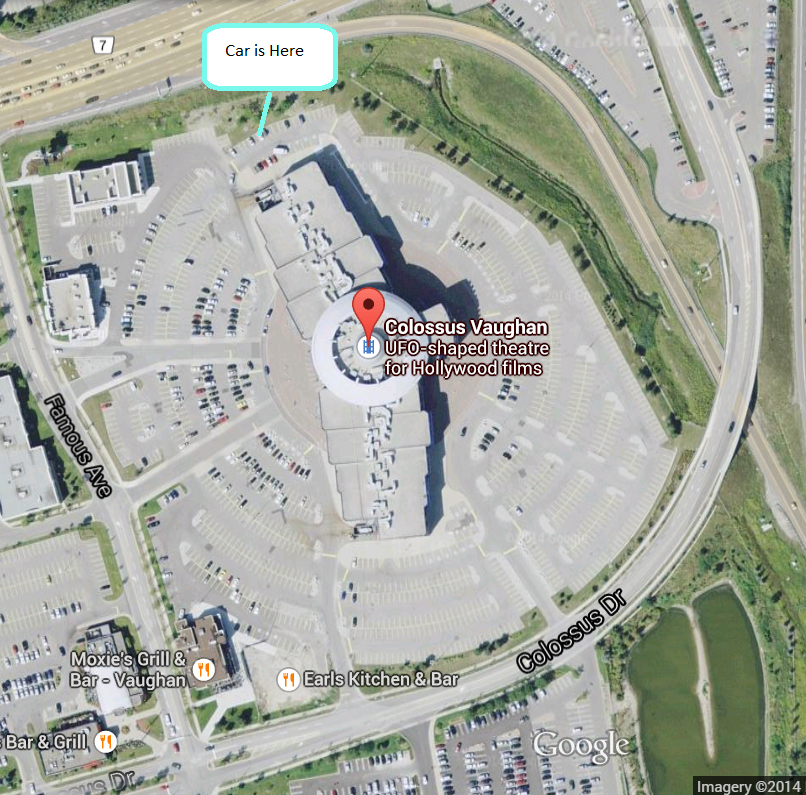 7
Car is Here
Colossus Vaughan
UFO-shaped theatre
for Hollywood films
Famous Ave
Colossus Dr
Moxie's Grill &
Bar - Vaughan
Earls Kitchen & Bar
Bar & Grill
Dr
Google
Imagery ©2014